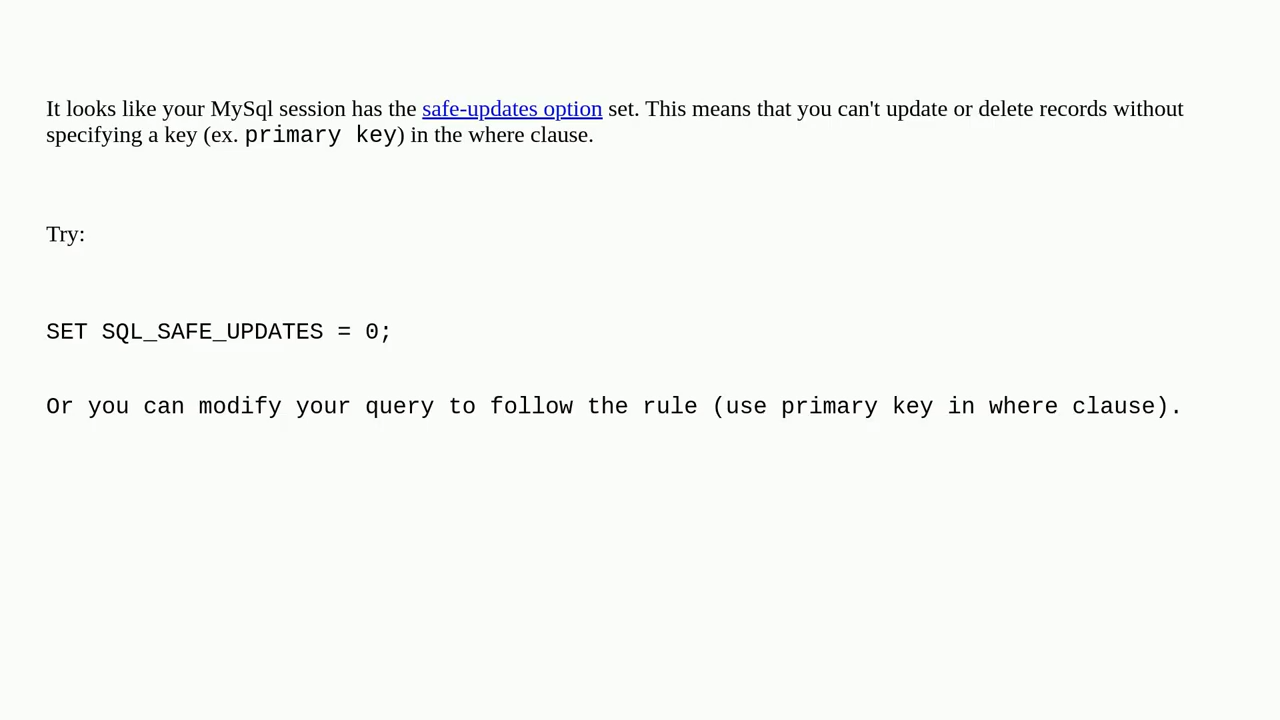 It looks like your MySql session has the safe-updates option set. This means that you can't update or delete records without
specifying a key (ex. primary key) in the where clause.
Try:
SET SQL_SAFE_UPDATES = 0;
Or you can modify your query to follow the rule (use primary key in where clause).